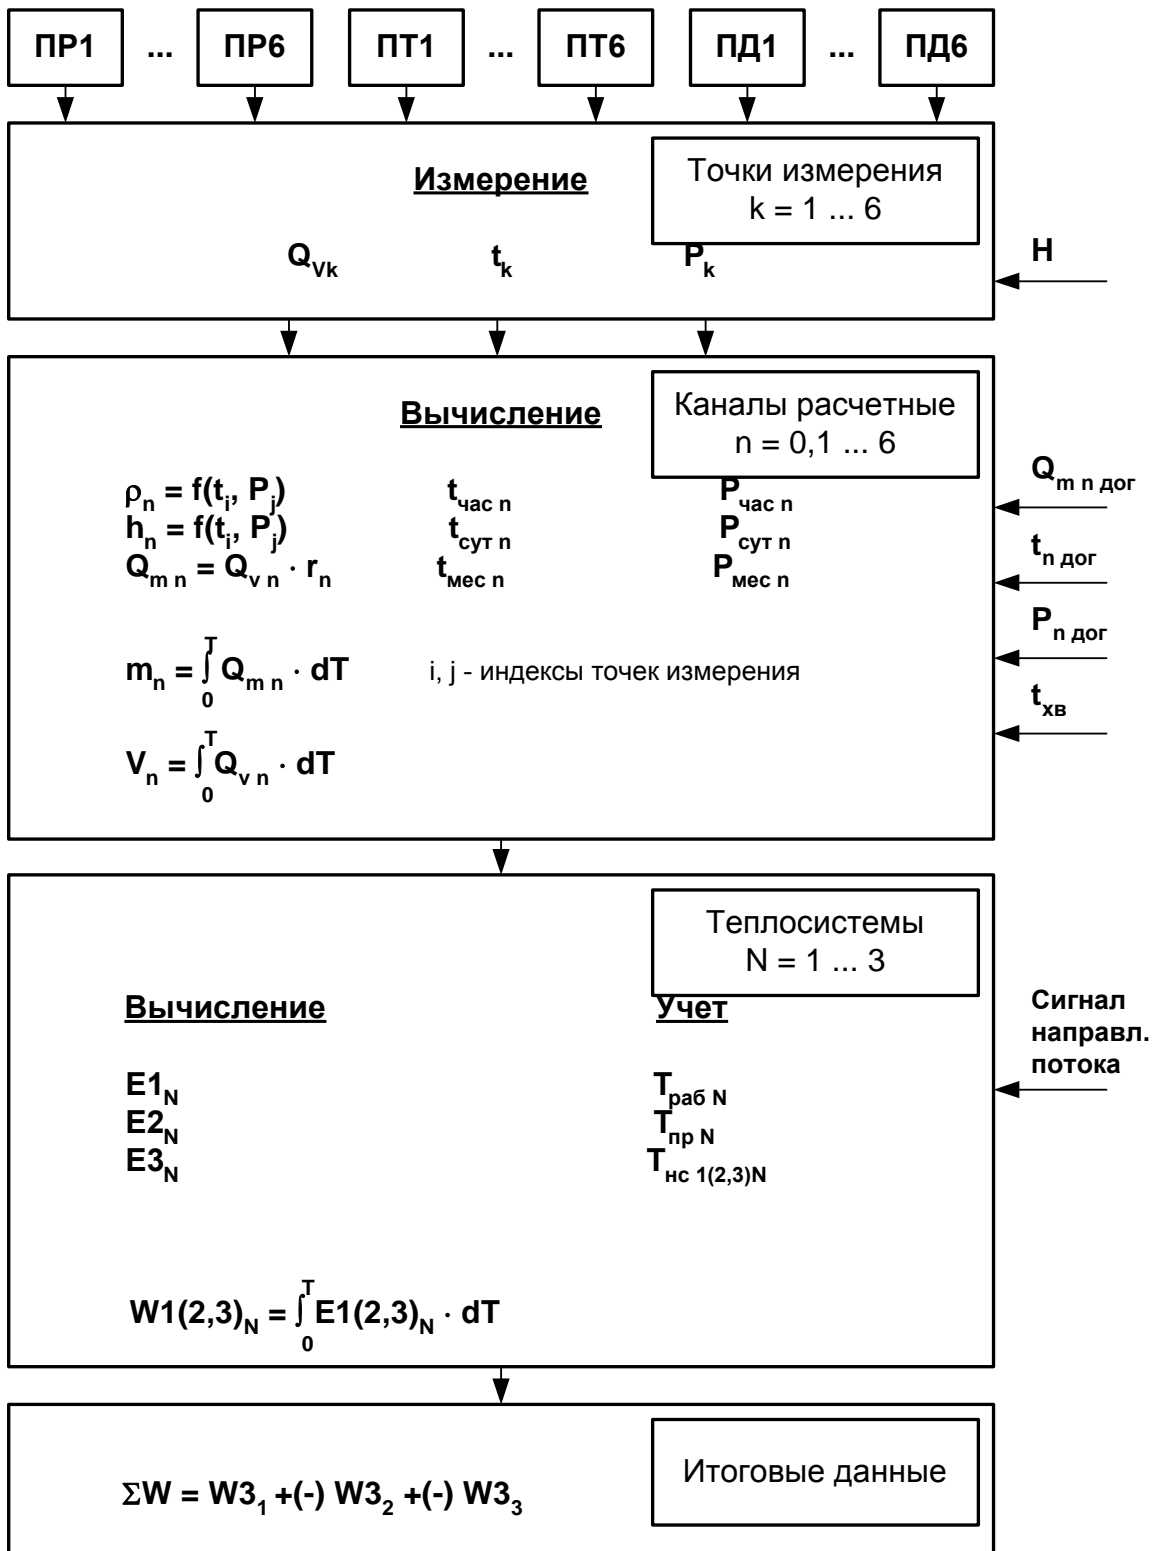 ПР1 ... ПР6 ПТ1 ... ПТ6 ПД1 ... ПД6
Точки измерения
k = 1 ... 6
Измерение
Q_Vk t_k P_k
H
Каналы расчетные
n = 0,1 ... 6
Вычисление
ρ_n = f(t_i, P_j) t_час n P_час n
h_n = f(t_i, P_j) t_сут n P_сут n
Q_m n = Q_v n · r_n t_мес n P_мес n
Q_m n дог
t_n дог
P_n дог
t_хв
m_n = ∫_0^T Q_m n · dT i, j - индексы точек измерения
V_n = ∫_0^T Q_v n · dT
Теплосистемы
N = 1 ... 3
Вычисление Учет
Сигнал
направл.
потока
E1_N T_раб N
E2_N T_пр N
E3_N T_нс 1(2,3)N
W1(2,3)_N = ∫_0^T E1(2,3)_N · dT
Итоговые данные
ΣW = W3_1 +(-) W3_2 +(-) W3_3